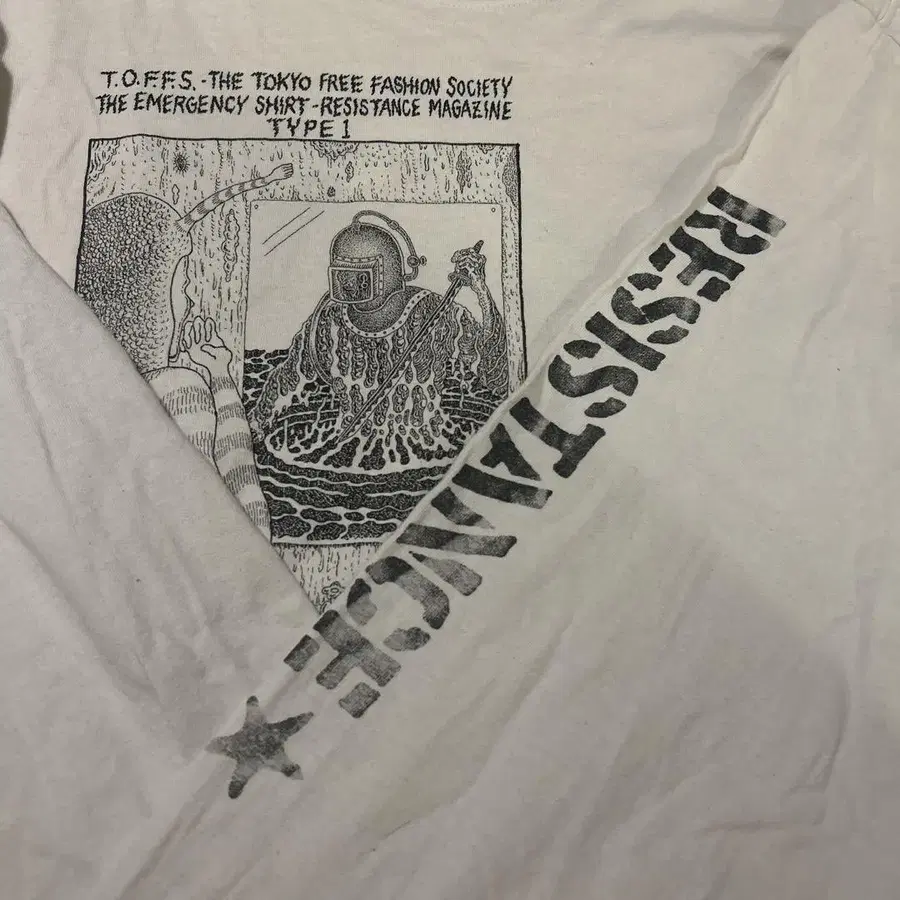 T.O.F.F.S. - THE TOKYO FREE FASHION SOCIETY
THE EMERGENCY SHIRT - RESISTANCE MAGAZINE
TYPE 1
RESISTANCE